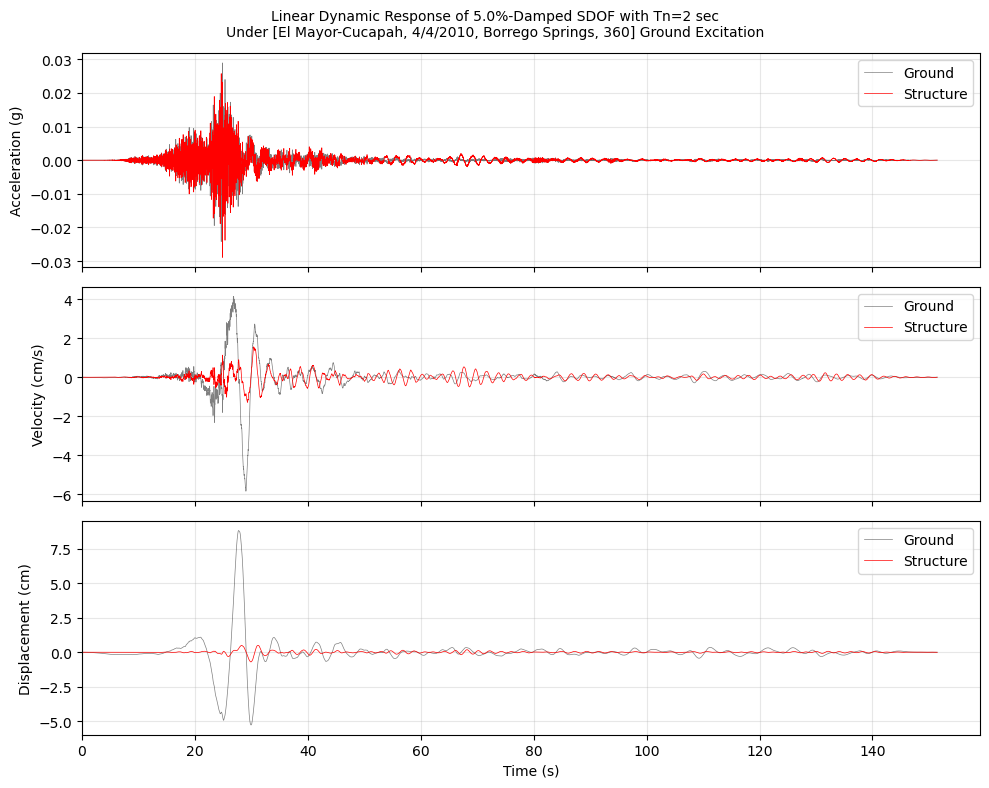 Linear Dynamic Response of 5.0%-Damped SDOF with Tn=2 sec
Under [El Mayor-Cucapah, 4/4/2010, Borrego Springs, 360] Ground Excitation
Acceleration (g)
0.03
0.02
0.01
0.00
−0.01
−0.02
−0.03
Ground
Structure
Velocity (cm/s)
4
2
0
−2
−4
−6
Ground
Structure
Displacement (cm)
7.5
5.0
2.5
0.0
−2.5
−5.0
Ground
Structure
0 20 40 60 80 100 120 140
Time (s)